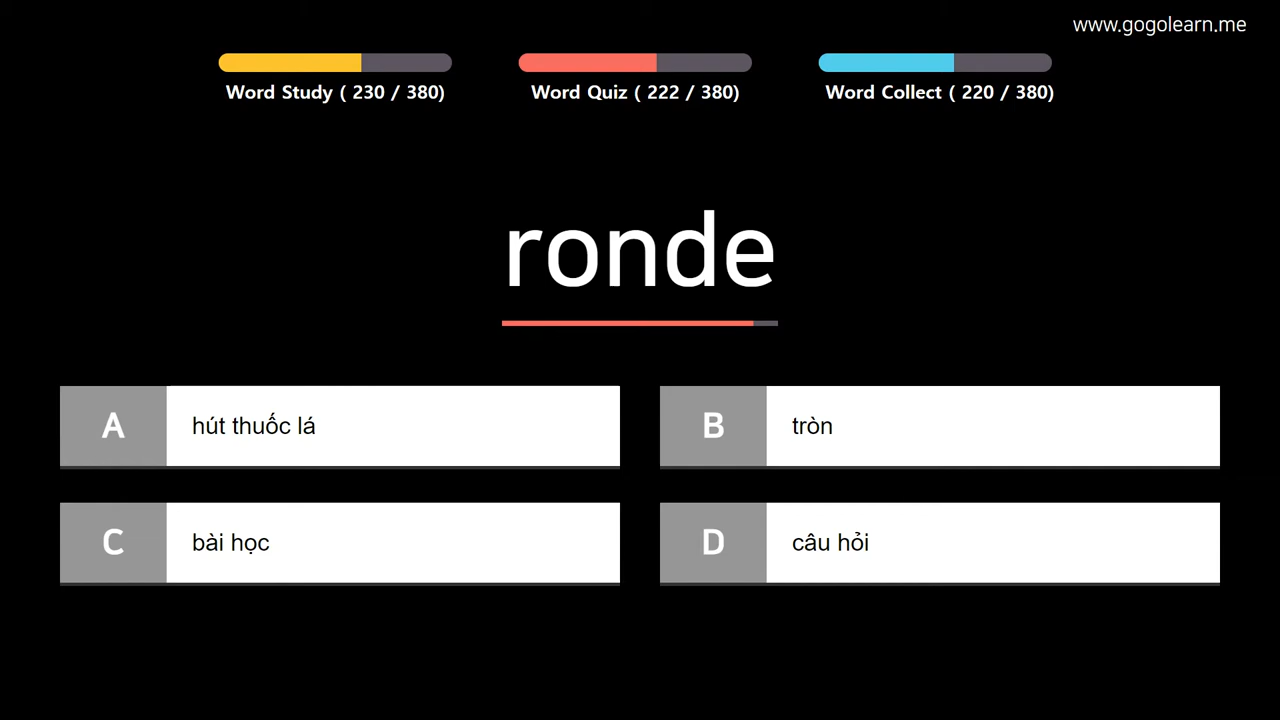 www.gogolearn.me
Word Study ( 230 / 380)
Word Quiz ( 222 / 380)
Word Collect ( 220 / 380)
ronde
A hút thuốc lá
B tròn
C bài học
D câu hỏi